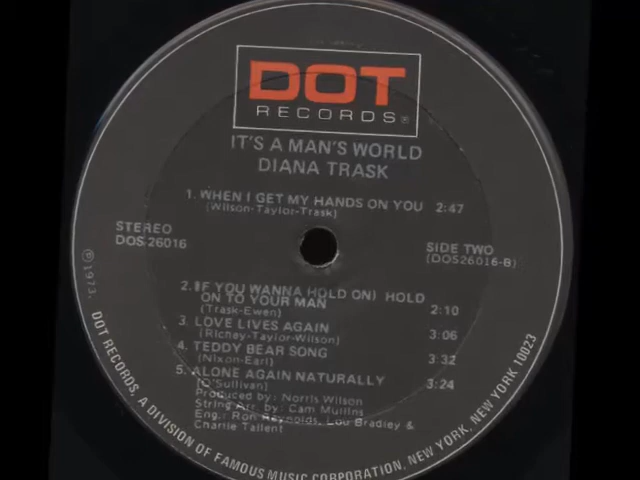 DOT
RECORDS®
IT'S A MAN'S WORLD
DIANA TRASK
1. WHEN I GET MY HANDS ON YOU 2:47
(Wilson-Taylor-Trask)
STEREO
DOS 26016
SIDE TWO
(DOS26016-B)
2. (IF YOU WANNA HOLD ON) HOLD
ON TO YOUR MAN 2:10
(Trask-Ewen)
3. LOVE LIVES AGAIN 3:06
(Richey-Taylor-Wilson)
4. TEDDY BEAR SONG 3:32
(Nixon-Earl)
5. ALONE AGAIN NATURALLY 3:24
(O'Sullivan)
Produced by: Norris Wilson
String Arr. by: Cam Mullins
Eng.: Ron Reynolds, Lou Bradley &
Charlie Tallent
©1973. DOT RECORDS, A DIVISION OF FAMOUS MUSIC CORPORATION, NEW YORK, NEW YORK 10023